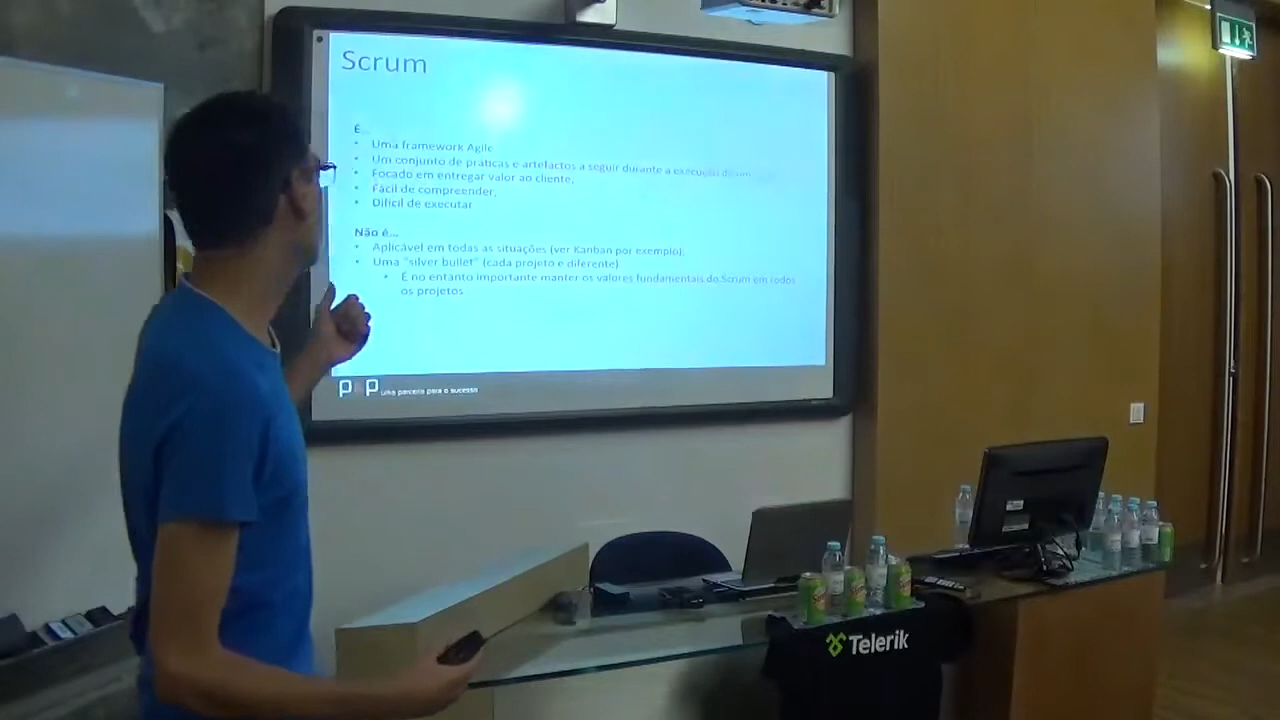 Scrum
É...
• Uma framework Agile
• Um conjunto de práticas e artefactos a seguir durante a execução de um
• Focado em entregar valor ao cliente,
• Fácil de compreender,
• Difícil de executar
Não é...
• Aplicável em todas as situações (ver Kanban por exemplo);
• Uma "silver bullet" (cada projeto e diferente)
• É no entanto importante manter os valores fundamentais do Scrum em todos
os projetos
uma parceria para o sucesso
Telerik